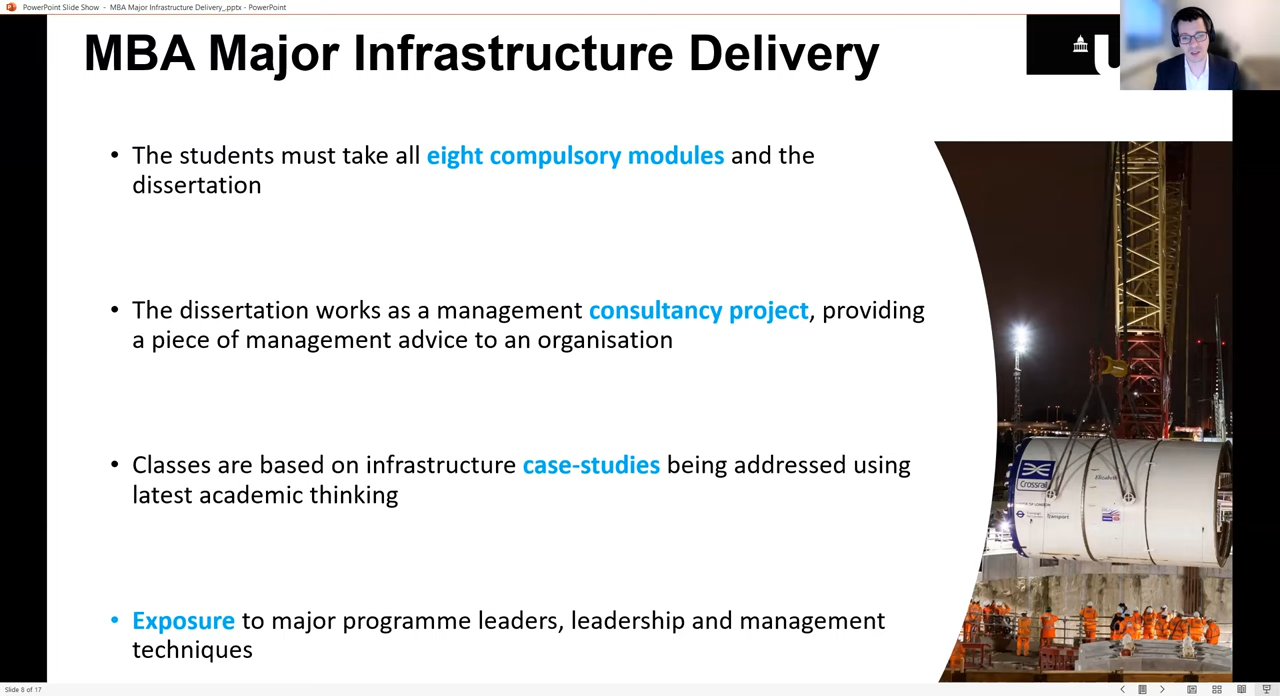 PowerPoint Slide Show - MBA Major Infrastructure Delivery_.pptx - PowerPoint
MBA Major Infrastructure Delivery
• The students must take all eight compulsory modules and the
dissertation
• The dissertation works as a management consultancy project, providing
a piece of management advice to an organisation
• Classes are based on infrastructure case-studies being addressed using
latest academic thinking
Crossrail
• Exposure to major programme leaders, leadership and management
techniques
Slide 8 of 17